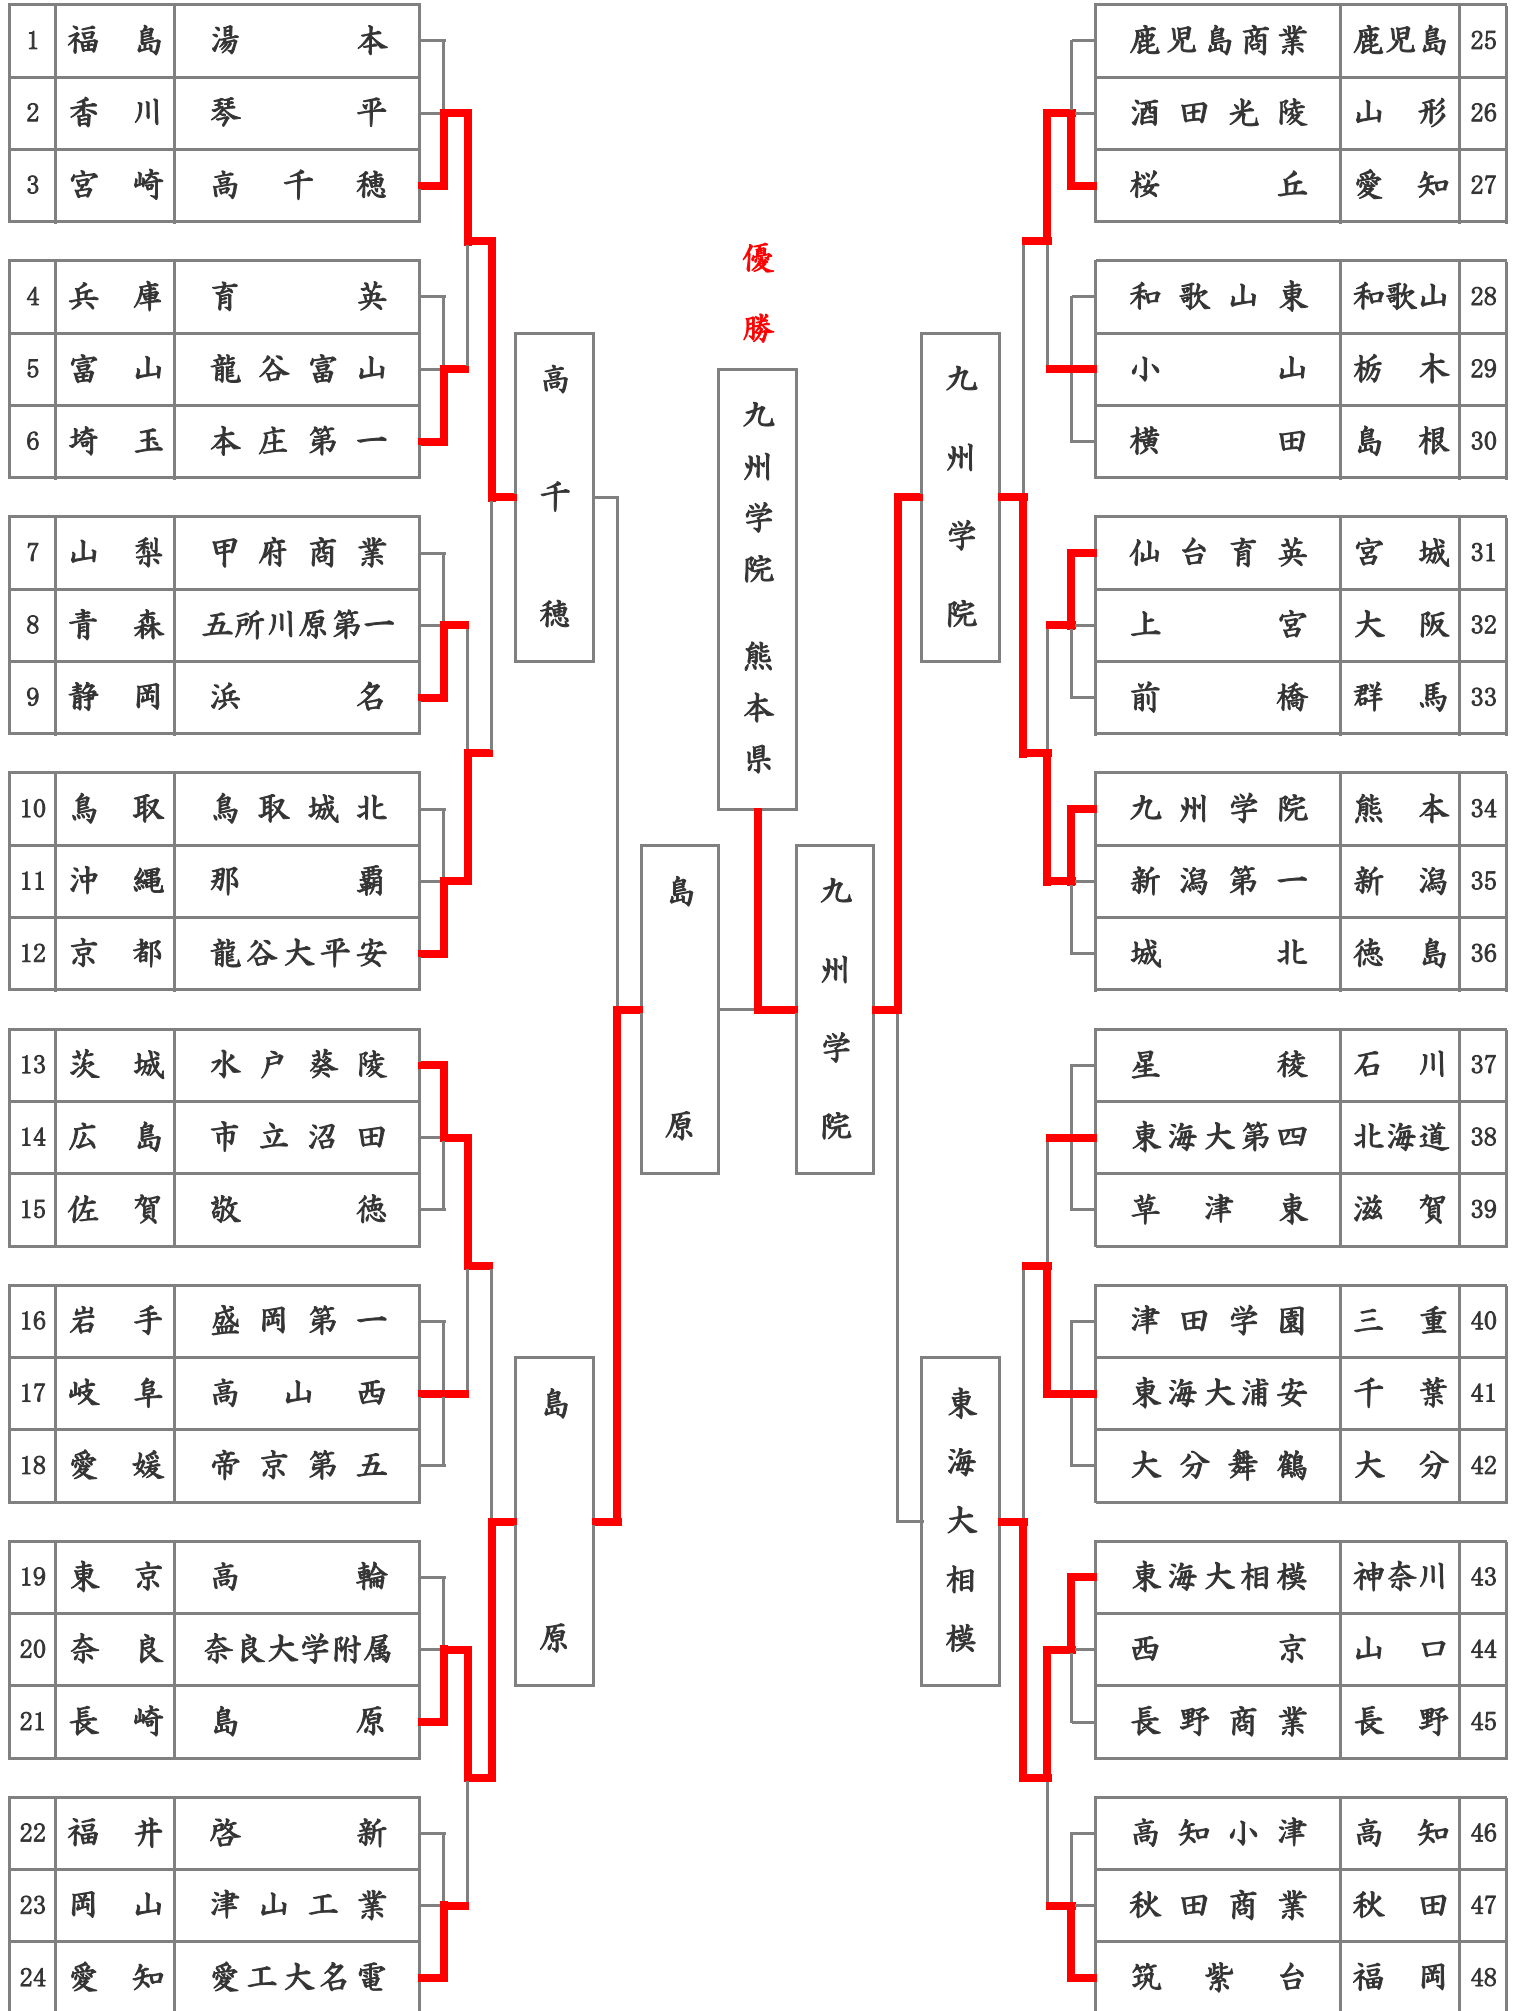 1 福島 湯本
2 香川 琴平
3 宮崎 高千穂
4 兵庫 育英
5 富山 龍谷富山
6 埼玉 本庄第一
7 山梨 甲府商業
8 青森 五所川原第一
9 静岡 浜名
10 鳥取 鳥取城北
11 沖縄 那覇
12 京都 龍谷大平安
13 茨城 水戸葵陵
14 広島 市立沼田
15 佐賀 敬徳
16 岩手 盛岡第一
17 岐阜 高山西
18 愛媛 帝京第五
19 東京 高輪
20 奈良 奈良大学附属
21 長崎 島原
22 福井 啓新
23 岡山 津山工業
24 愛知 愛工大名電
高千穂
島原
島原
優勝
九州学院 熊本県
九州学院
九州学院
東海大相模
鹿児島商業 鹿児島 25
酒田光陵 山形 26
桜丘 愛知 27
和歌山東 和歌山 28
小山 栃木 29
横田 島根 30
仙台育英 宮城 31
上宮 大阪 32
前橋 群馬 33
九州学院 熊本 34
新潟第一 新潟 35
城北 徳島 36
星稜 石川 37
東海大第四 北海道 38
草津東 滋賀 39
津田学園 三重 40
東海大浦安 千葉 41
大分舞鶴 大分 42
東海大相模 神奈川 43
西京 山口 44
長野商業 長野 45
高知小津 高知 46
秋田商業 秋田 47
筑紫台 福岡 48